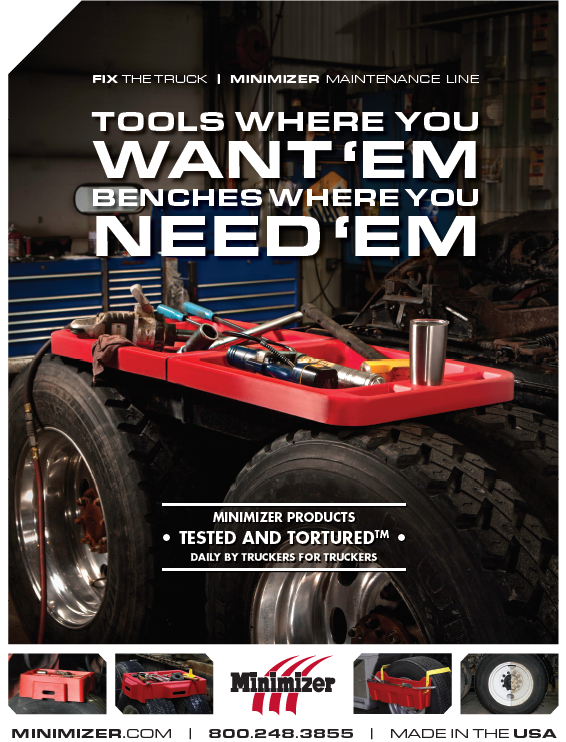 FIX THE TRUCK | MINIMIZER MAINTENANCE LINE
TOOLS WHERE YOU
WANT ‘EM
BENCHES WHERE YOU
NEED ‘EM
MINIMIZER PRODUCTS
• TESTED AND TORTURED™ •
DAILY BY TRUCKERS FOR TRUCKERS
Minimizer
MINIMIZER.COM | 800.248.3855 | MADE IN THE USA